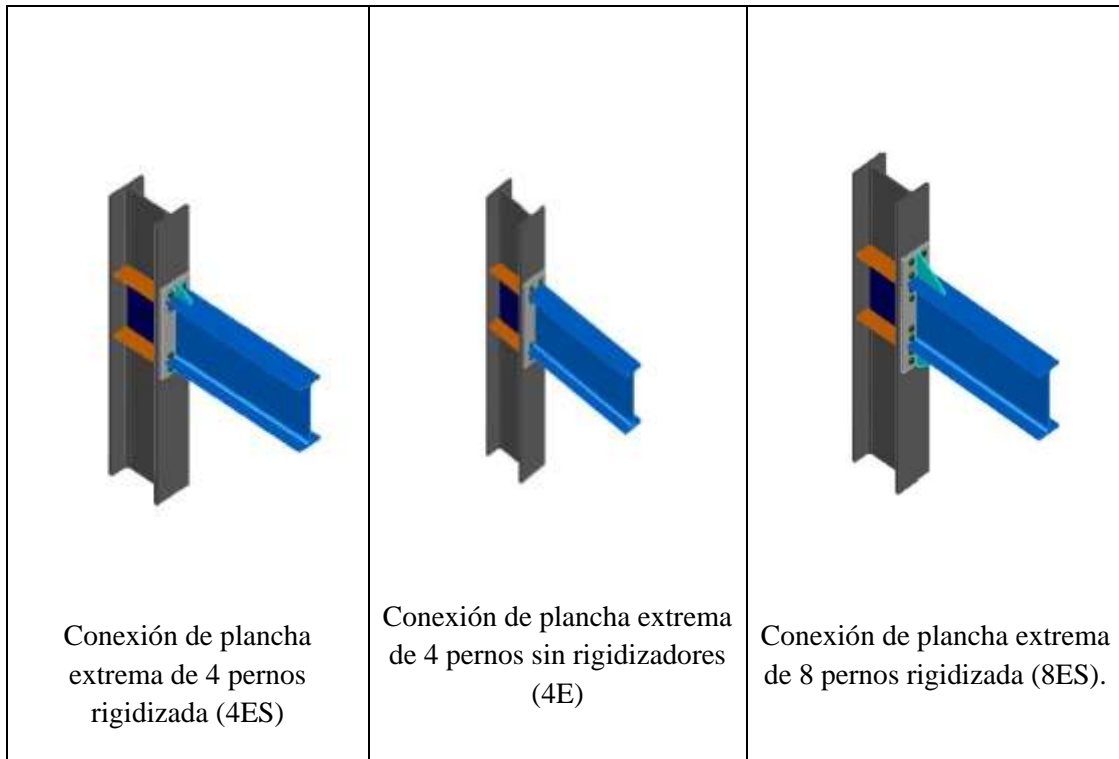 Conexión de plancha
extrema de 4 pernos
rigidizada (4ES)
Conexión de plancha extrema
de 4 pernos sin rigidizadores
(4E)
Conexión de plancha extrema
de 8 pernos rigidizada (8ES).